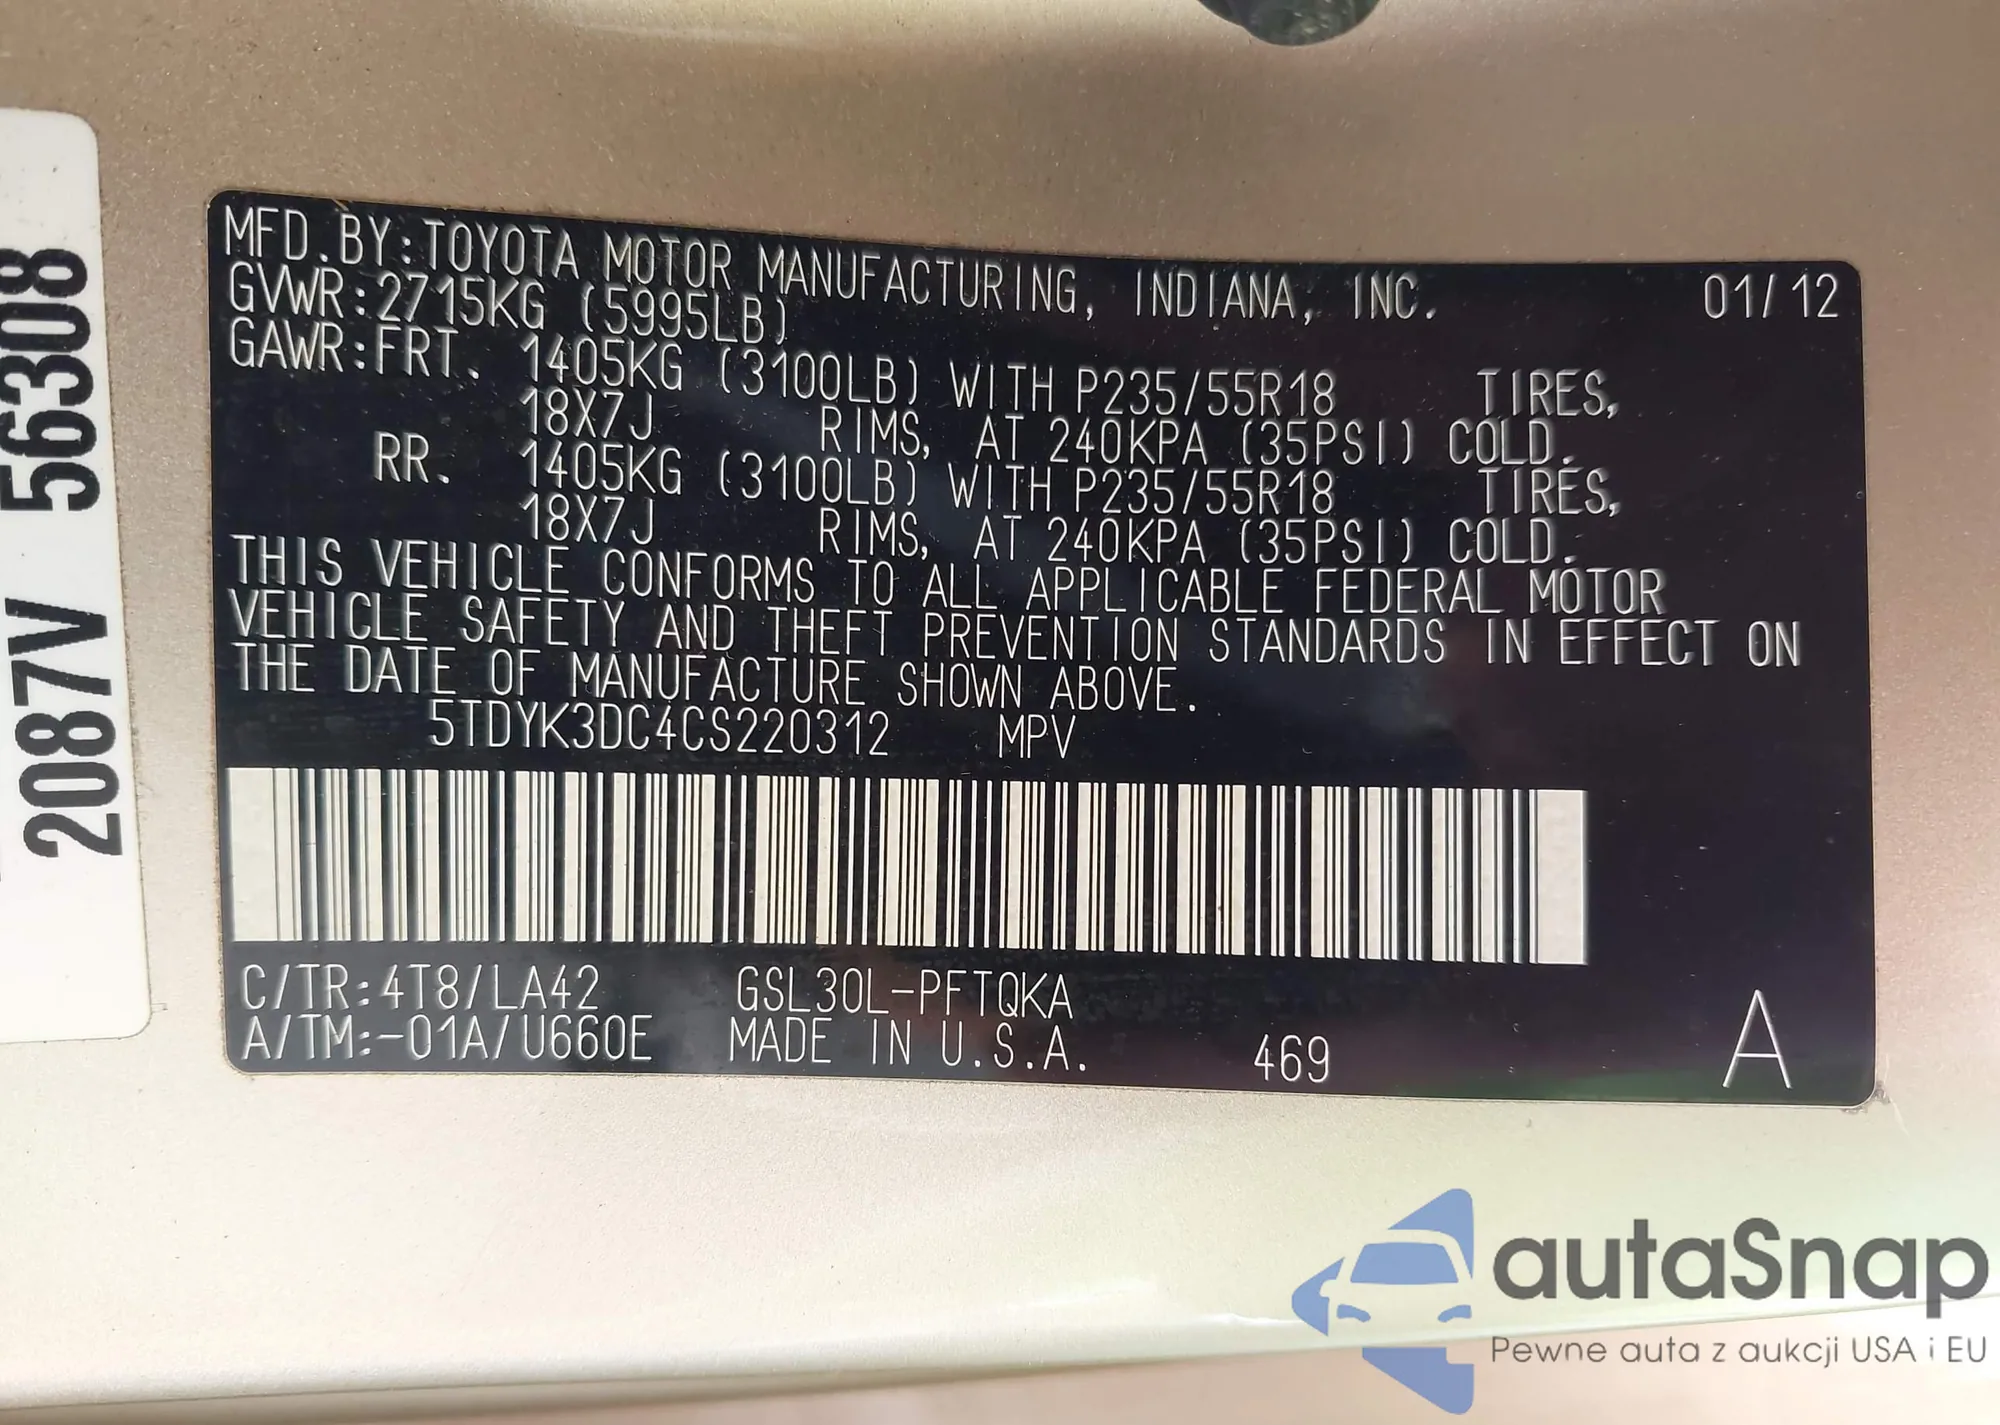 MFD.BY:TOYOTA MOTOR MANUFACTURING, INDIANA, INC. 01/12
GVWR:2715KG (5995LB)
GAWR:FRT. 1405KG (3100LB) WITH P235/55R18 TIRES,
18X7J RIMS, AT 240KPA (35PSI) COLD.
RR. 1405KG (3100LB) WITH P235/55R18 TIRES,
18X7J RIMS, AT 240KPA (35PSI) COLD.
THIS VEHICLE CONFORMS TO ALL APPLICABLE FEDERAL MOTOR
VEHICLE SAFETY AND THEFT PREVENTION STANDARDS IN EFFECT ON
THE DATE OF MANUFACTURE SHOWN ABOVE.
5TDYK3DC4CS220312 MPV
C/TR:4T8/LA42 GSL30L-PFTQKA
A/TM:-01A/U660E MADE IN U.S.A. 469 A
2087V 56308
autaSnap
Pewne auta z aukcji USA i EU